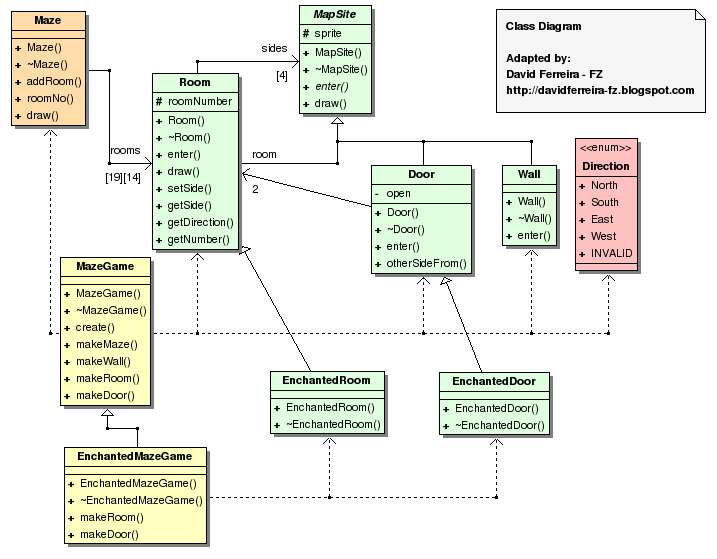 Maze
+ Maze()
+ ~Maze()
+ addRoom()
+ roomNo()
+ draw()
MapSite
# sprite
+ MapSite()
+ ~MapSite()
+ enter()
+ draw()
Class Diagram
Adapted by:
David Ferreira - FZ
http://davidferreira-fz.blogspot.com
sides
[4]
Room
# roomNumber
+ Room()
+ ~Room()
+ enter()
+ draw()
+ setSide()
+ getSide()
+ getDirection()
+ getNumber()
rooms
[19][14]
room
2
Door
- open
+ Door()
+ ~Door()
+ enter()
+ otherSideFrom()
Wall
+ Wall()
+ ~Wall()
+ enter()
<<enum>>
Direction
+ North
+ South
+ East
+ West
+ INVALID
MazeGame
+ MazeGame()
+ ~MazeGame()
+ create()
+ makeMaze()
+ makeWall()
+ makeRoom()
+ makeDoor()
EnchantedRoom
+ EnchantedRoom()
+ ~EnchantedRoom()
EnchantedDoor
+ EnchantedDoor()
+ ~EnchantedDoor()
EnchantedMazeGame
+ EnchantedMazeGame()
+ ~EnchantedMazeGame()
+ makeRoom()
+ makeDoor()